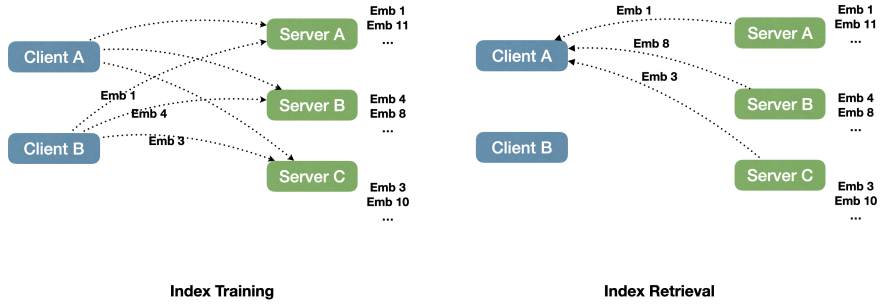 Client A
Client B
Emb 1
Emb 4
Emb 3
Server A
Server B
Server C
Emb 1
Emb 11
...
Emb 4
Emb 8
...
Emb 3
Emb 10
...
Index Training
Client A
Client B
Emb 1
Emb 8
Emb 3
Server A
Server B
Server C
Emb 1
Emb 11
...
Emb 4
Emb 8
...
Emb 3
Emb 10
...
Index Retrieval